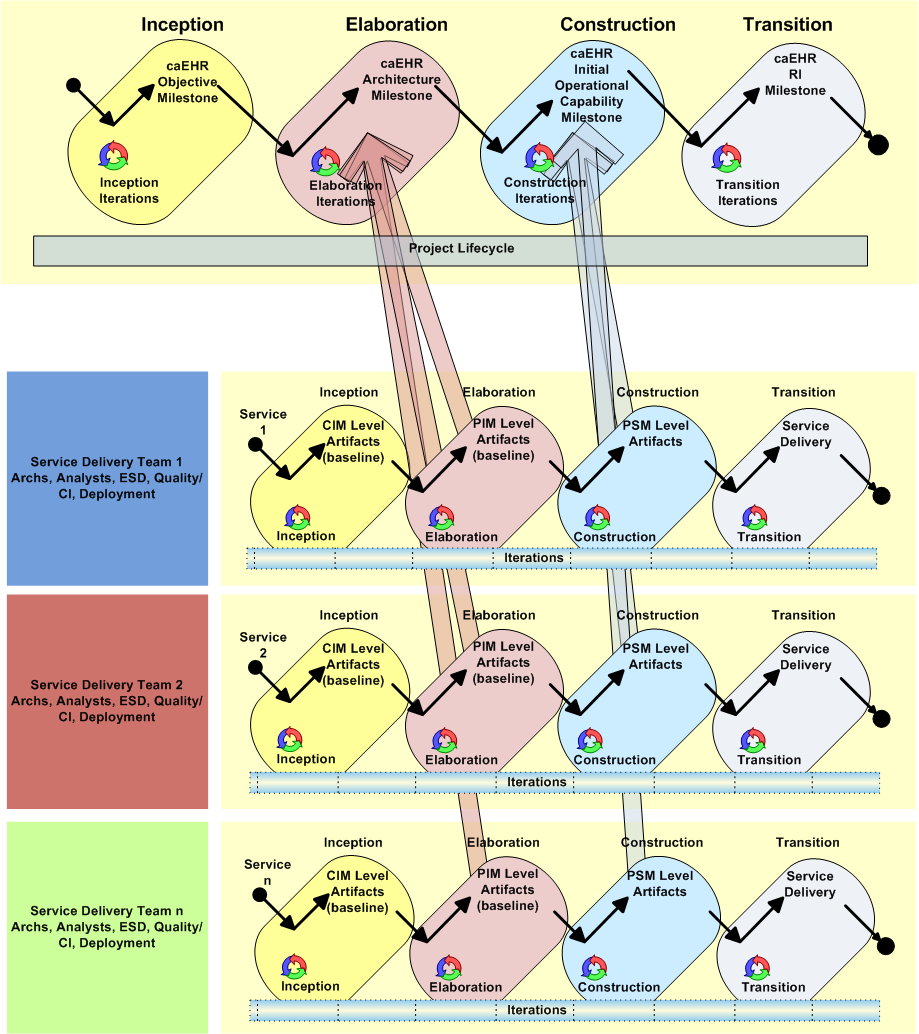 Inception
Elaboration
Construction
Transition
caEHR
Objective
Milestone
caEHR
Architecture
Milestone
caEHR
Initial
Operational
Capability
Milestone
caEHR
RI
Milestone
Inception
Iterations
Elaboration
Iterations
Construction
Iterations
Transition
Iterations
Project Lifecycle
Service Delivery Team 1
Archs, Analysts, ESD, Quality/
CI, Deployment
Inception
Elaboration
Construction
Transition
Service
1
CIM Level
Artifacts
(baseline)
PIM Level
Artifacts
(baseline)
PSM Level
Artifacts
Service
Delivery
Inception
Elaboration
Construction
Transition
Iterations
Service Delivery Team 2
Archs, Analysts, ESD, Quality/
CI, Deployment
Inception
Elaboration
Construction
Transition
Service
2
CIM Level
Artifacts
(baseline)
PIM Level
Artifacts
(baseline)
PSM Level
Artifacts
Service
Delivery
Inception
Elaboration
Construction
Transition
Iterations
Service Delivery Team n
Archs, Analysts, ESD, Quality/
CI, Deployment
Inception
Elaboration
Construction
Transition
Service
n
CIM Level
Artifacts
(baseline)
PIM Level
Artifacts
(baseline)
PSM Level
Artifacts
Service
Delivery
Inception
Elaboration
Construction
Transition
Iterations